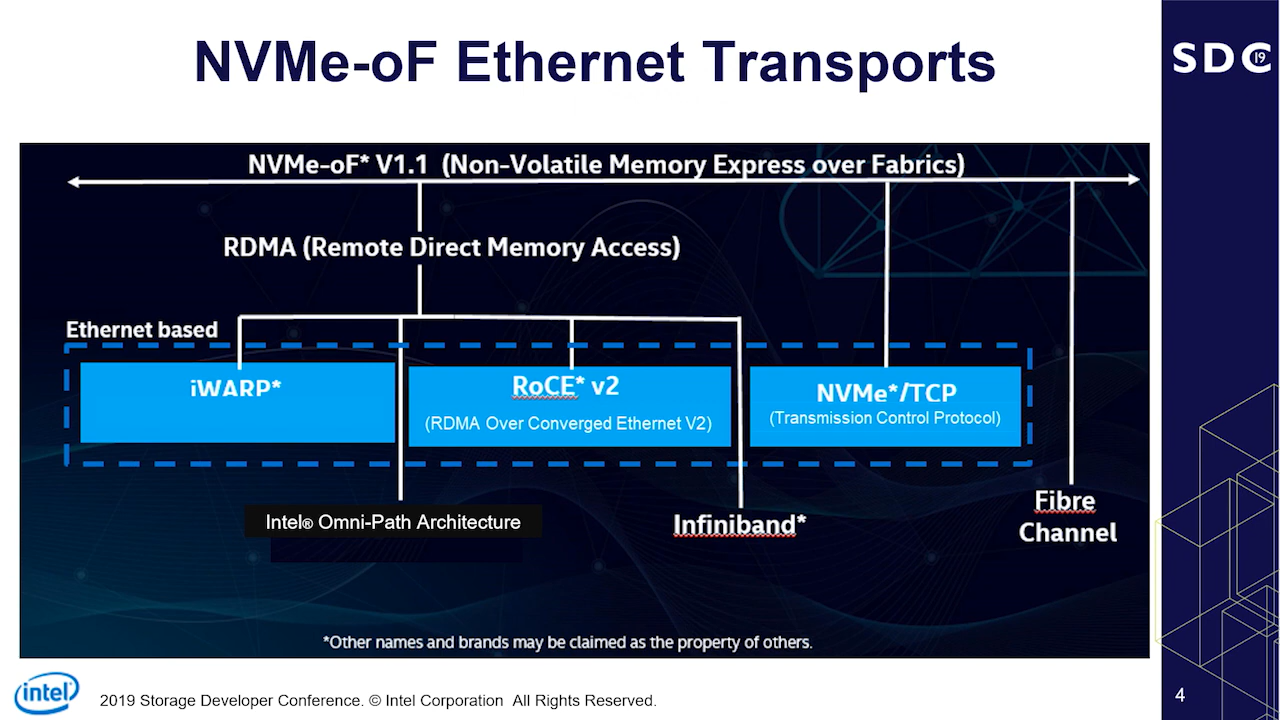 NVMe-oF Ethernet Transports
SDC 19
NVMe-oF* V1.1 (Non-Volatile Memory Express over Fabrics)
RDMA (Remote Direct Memory Access)
Ethernet based
iWARP*
RoCE* v2
(RDMA Over Converged Ethernet V2)
NVMe*/TCP
(Transmission Control Protocol)
Intel® Omni-Path Architecture
Infiniband*
Fibre
Channel
*Other names and brands may be claimed as the property of others.
intel
2019 Storage Developer Conference. © Intel Corporation All Rights Reserved.
4